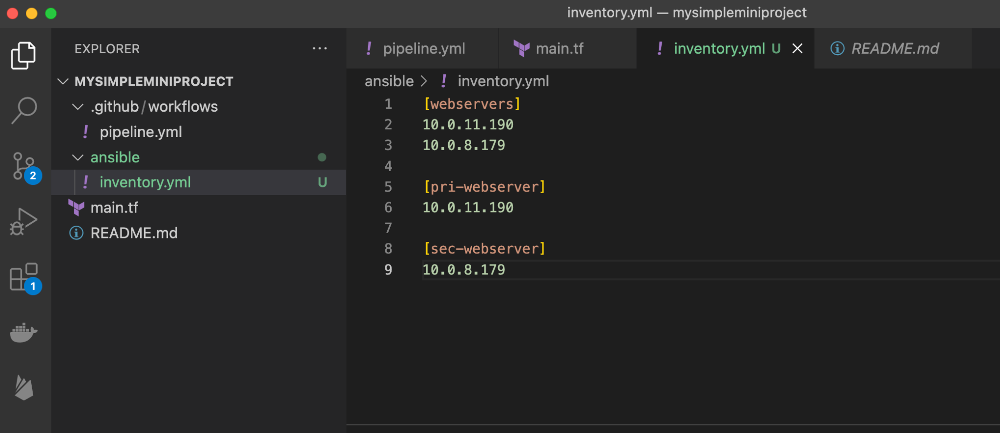 inventory.yml — mysimpleminiproject
EXPLORER ...
MYSIMPLEMINIPROJECT
.github/workflows
! pipeline.yml
ansible
! inventory.yml U
main.tf
README.md
2
1
! pipeline.yml main.tf ! inventory.yml U README.md
ansible > ! inventory.yml
1 [webservers]
2 10.0.11.190
3 10.0.8.179
4
5 [pri-webserver]
6 10.0.11.190
7
8 [sec-webserver]
9 10.0.8.179